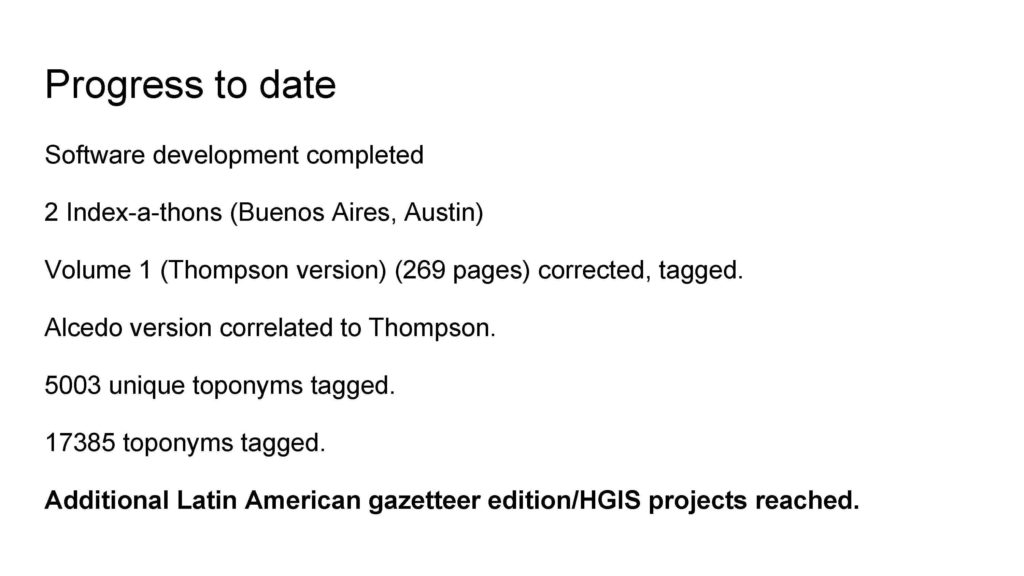 Progress to date
Software development completed
2 Index-a-thons (Buenos Aires, Austin)
Volume 1 (Thompson version) (269 pages) corrected, tagged.
Alcedo version correlated to Thompson.
5003 unique toponyms tagged.
17385 toponyms tagged.
Additional Latin American gazetteer edition/HGIS projects reached.